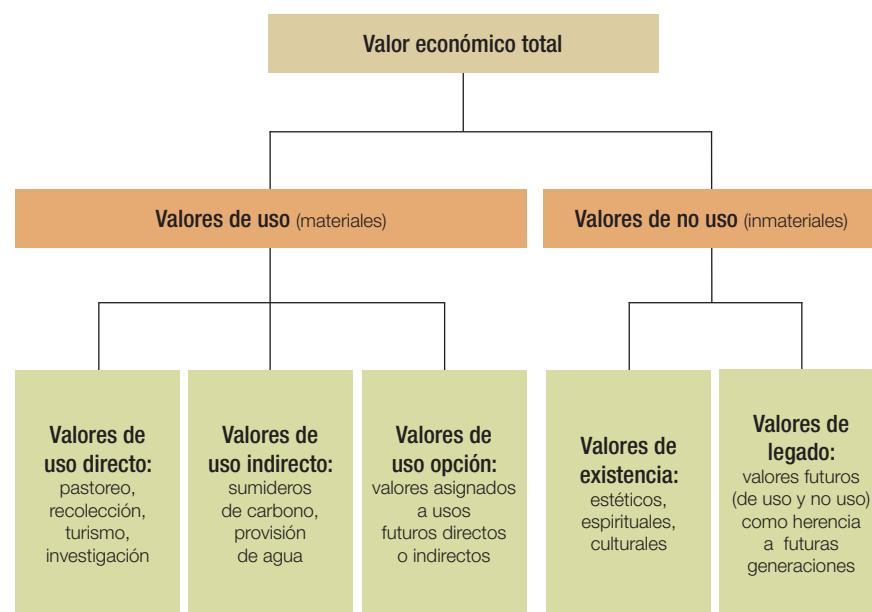 Valor económico total
Valores de uso (materiales)
Valores de no uso (inmateriales)
Valores de
uso directo:
pastoreo,
recolección,
turismo,
investigación
Valores de
uso indirecto:
sumideros
de carbono,
provisión
de agua
Valores de
uso opción:
valores asignados
a usos
futuros directos
o indirectos
Valores de
existencia:
estéticos,
espirituales,
culturales
Valores de
legado:
valores futuros
(de uso y no uso)
como herencia
a futuras
generaciones